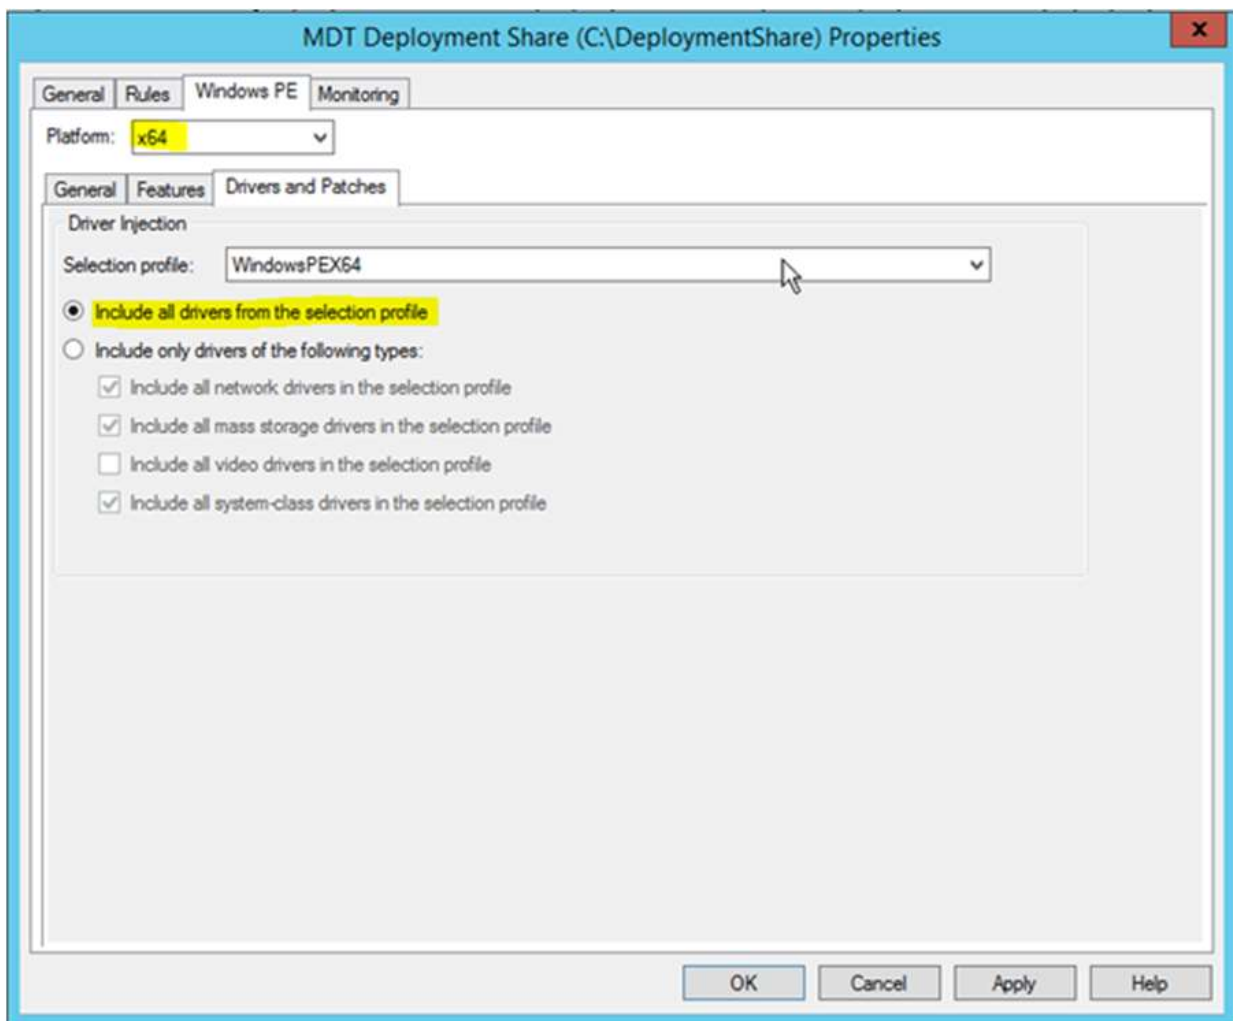 MDT Deployment Share (C:\DeploymentShare) Properties
x
General Rules Windows PE Monitoring
Platform: x64
General Features Drivers and Patches
Driver Injection
Selection profile: WindowsPEX64
Include all drivers from the selection profile
Include only drivers of the following types:
Include all network drivers in the selection profile
Include all mass storage drivers in the selection profile
Include all video drivers in the selection profile
Include all system-class drivers in the selection profile
OK Cancel Apply Help